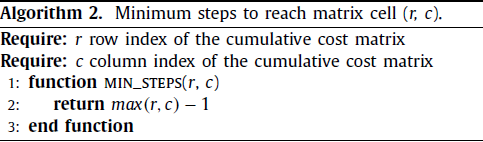 Algorithm 2. Minimum steps to reach matrix cell (r, c).
Require: r row index of the cumulative cost matrix
Require: c column index of the cumulative cost matrix
1: function MIN_STEPS(r, c)
2: return max(r, c) − 1
3: end function